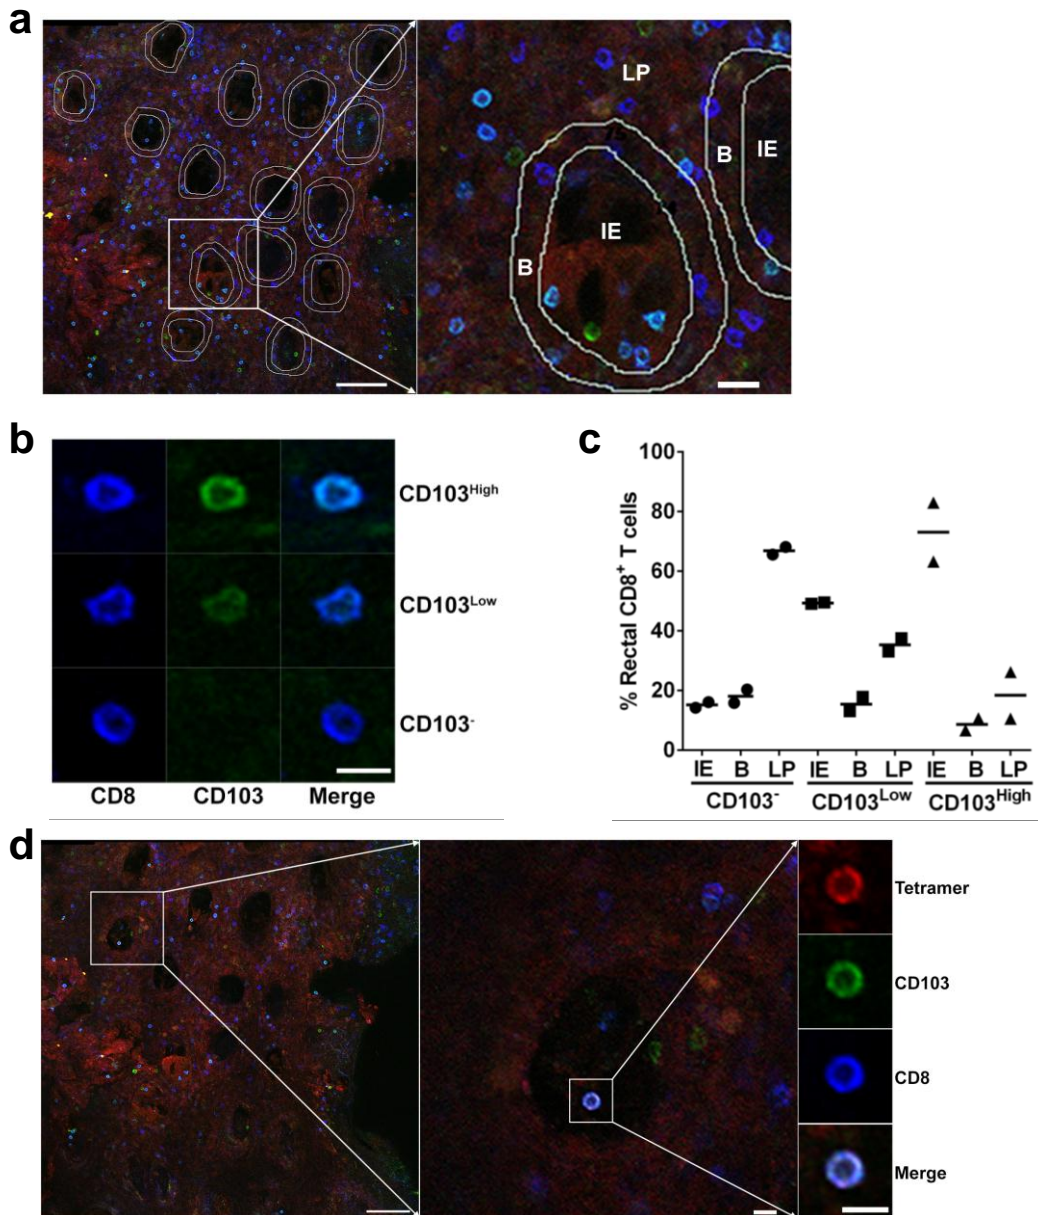 a
LP
B
IE
IE
B
b
CD103High
CD103Low
CD103-
CD8 CD103 Merge
c
% Rectal CD8+ T cells
100
80
60
40
20
0
IE B LP IE B LP IE B LP
CD103- CD103Low CD103High
d
Tetramer
CD103
CD8
Merge